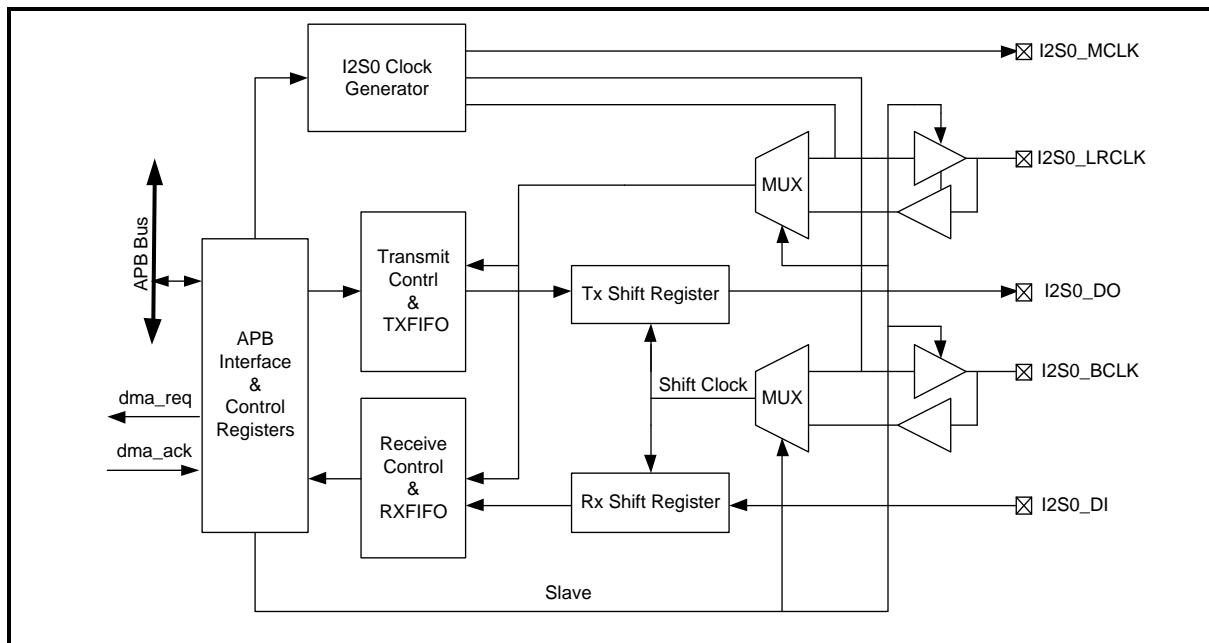 I2S0 Clock
Generator
I2S0_MCLK
I2S0_LRCLK
MUX
APB Bus
Transmit
Contrl
&
TXFIFO
Tx Shift Register
I2S0_DO
APB
Interface
&
Control
Registers
Shift Clock
MUX
I2S0_BCLK
dma_req
dma_ack
Receive
Control
&
RXFIFO
Rx Shift Register
I2S0_DI
Slave